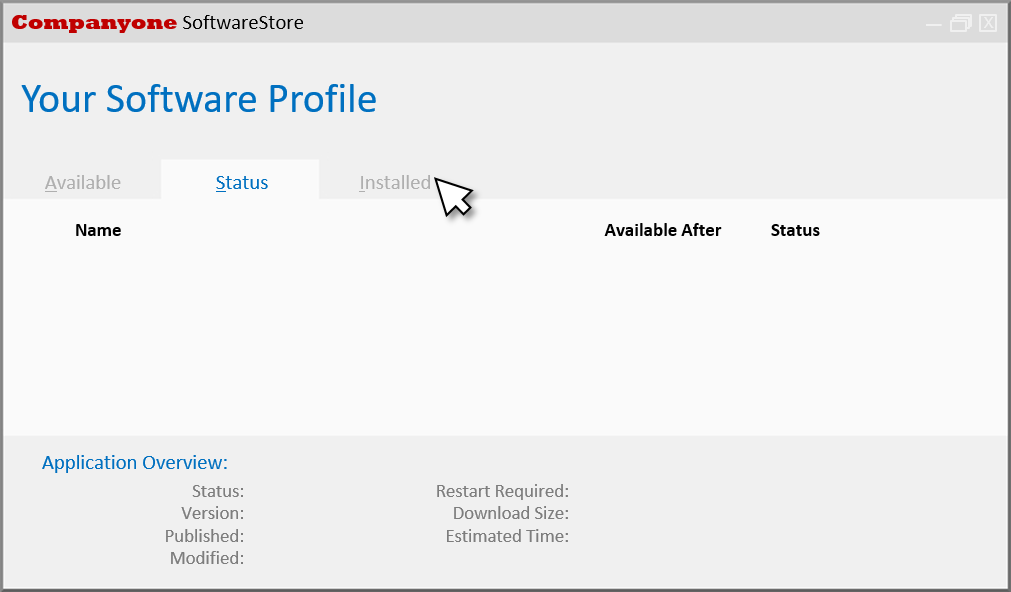 Companyone SoftwareStore
Your Software Profile
Available Status Installed
Name Available After Status
Application Overview:
Status: Restart Required:
Version: Download Size:
Published: Estimated Time:
Modified: